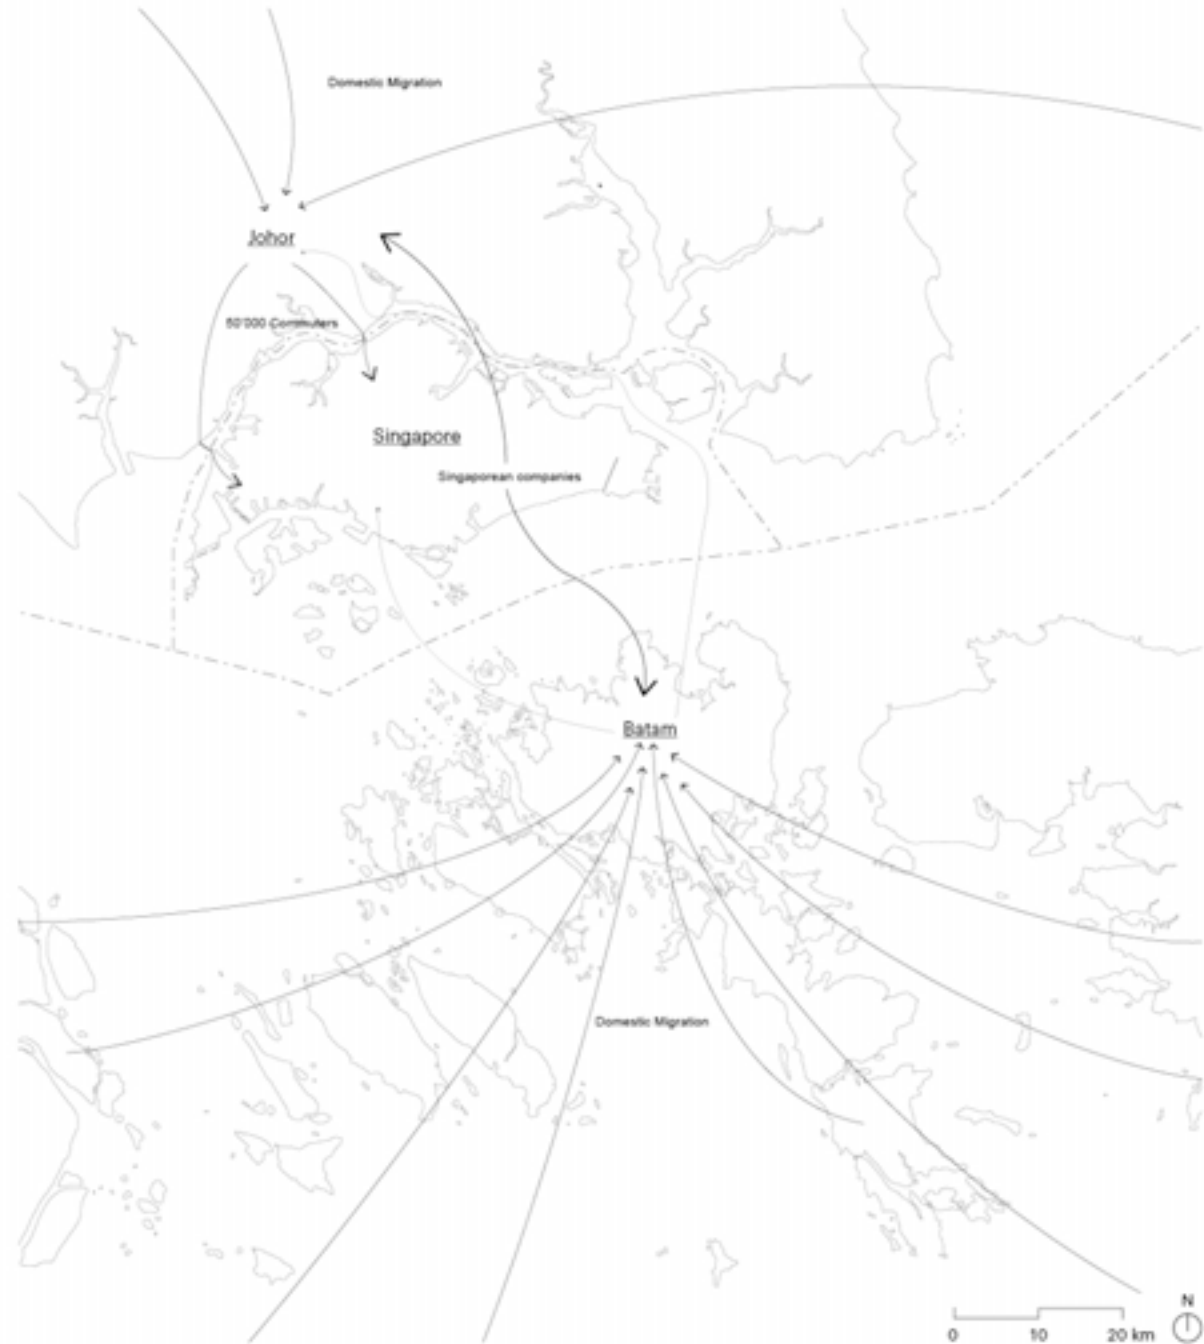 Domestic Migration
Johor
50'000 Commuters
Singapore
Singaporean companies
Batam
Domestic Migration
N
0 10 20 km